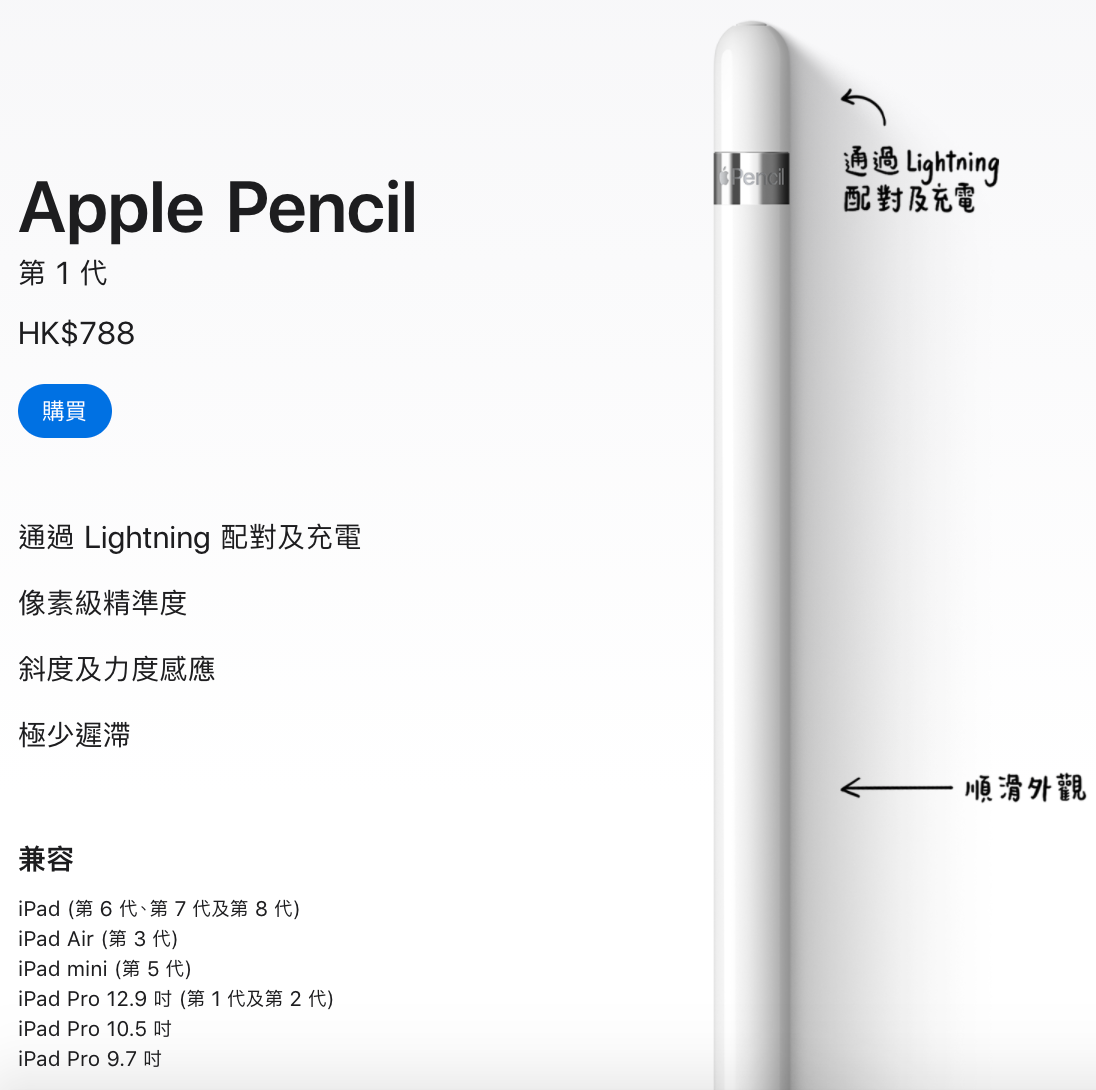 Apple Pencil
第 1 代
HK$788
購買
通過 Lightning 配對及充電
像素級精準度
斜度及力度感應
極少遲滯
兼容
iPad (第 6 代、第 7 代及第 8 代)
iPad Air (第 3 代)
iPad mini (第 5 代)
iPad Pro 12.9 吋 (第 1 代及第 2 代)
iPad Pro 10.5 吋
iPad Pro 9.7 吋
Pencil
通過 Lightning
配對及充電
順滑外觀